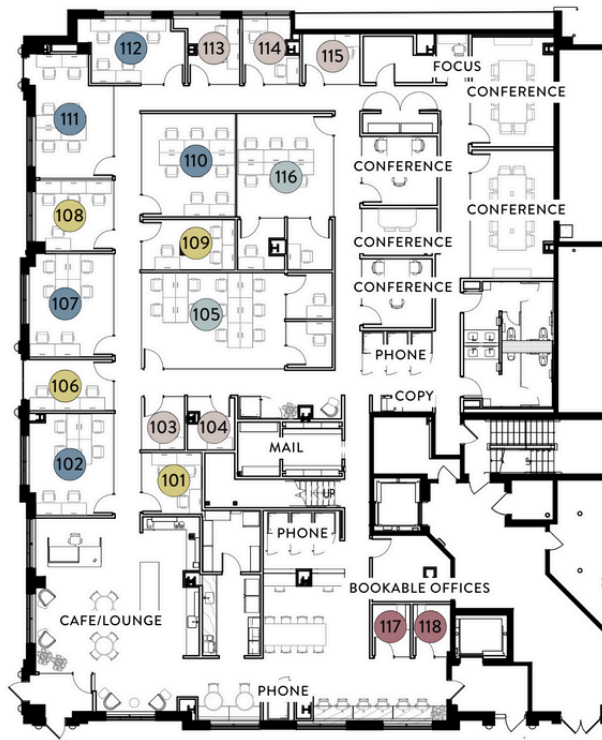 112
113
114
115
FOCUS
CONFERENCE
111
110
116
CONFERENCE
108
CONFERENCE
109
CONFERENCE
107
CONFERENCE
105
PHONE
106
COPY
103
104
102
MAIL
101
UP
PHONE
BOOKABLE OFFICES
CAFE/LOUNGE
117
118
PHONE